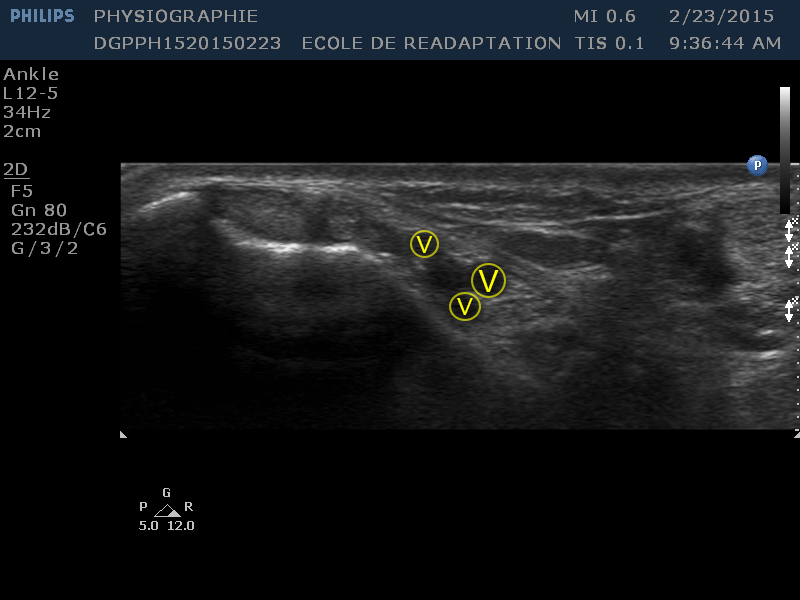 PHILIPS PHYSIOGRAPHIE MI 0.6 2/23/2015
DGPPH1520150223 ECOLE DE READAPTATION TIS 0.1 9:36:44 AM
Ankle
L12-5
34Hz
2cm
2D
F5
Gn 80
232dB/C6
G/3/2
P
V
V
V
G
P R
5.0 12.0